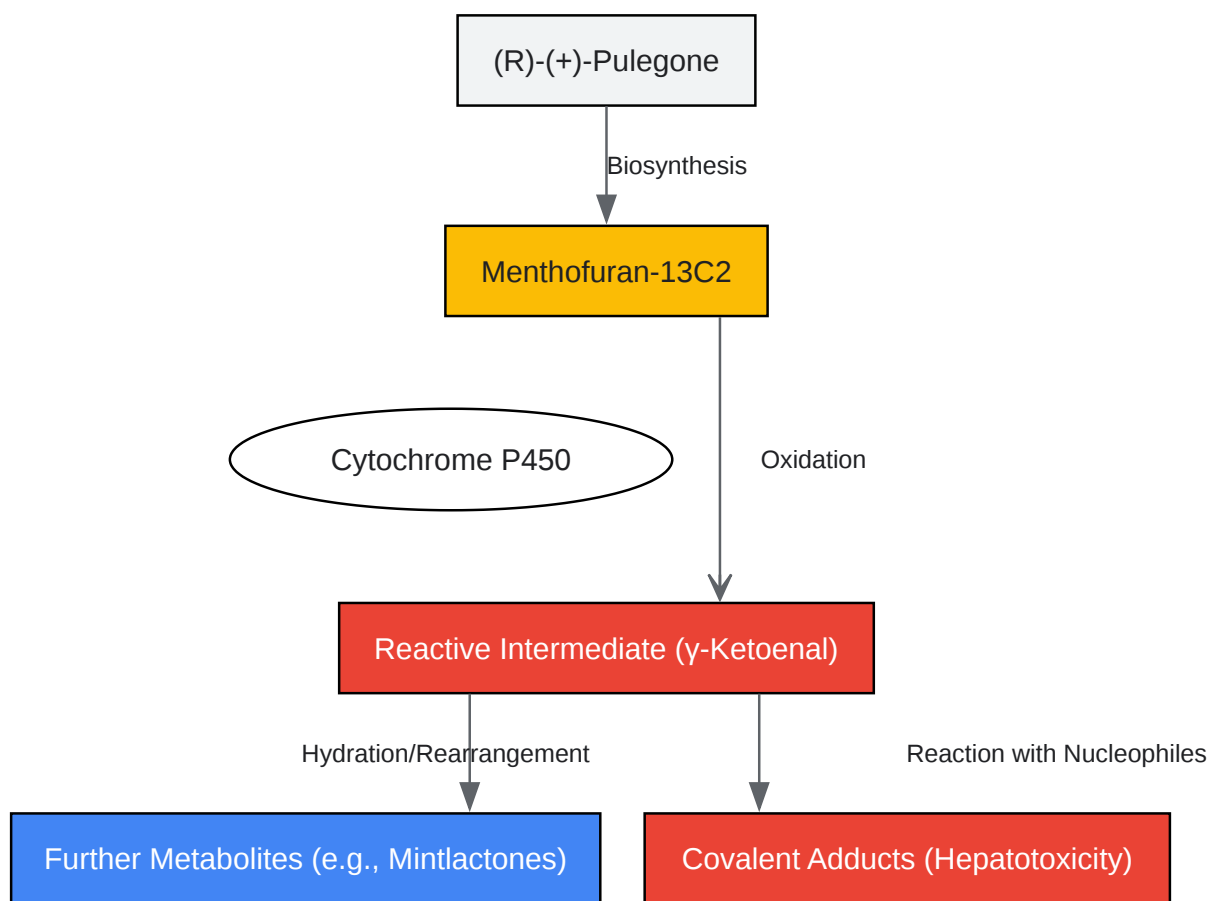 (R)-(+)-Pulegone
Biosynthesis
Menthofuran-13C2
Cytochrome P450
Oxidation
Reactive Intermediate (γ-Ketoenal)
Hydration/Rearrangement
Reaction with Nucleophiles
Further Metabolites (e.g., Mintlactones)
Covalent Adducts (Hepatotoxicity)